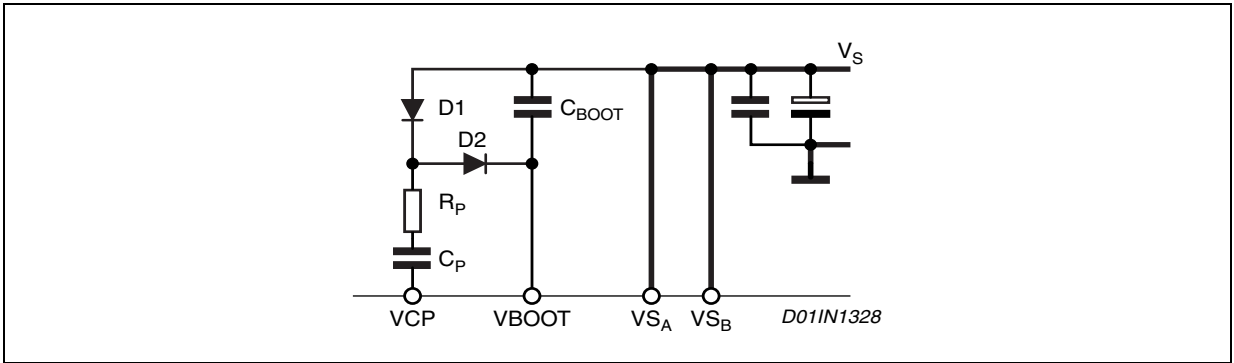 V_S
D1
C_BOOT
D2
R_P
C_P
VCP VBOOT VS_A VS_B D01IN1328